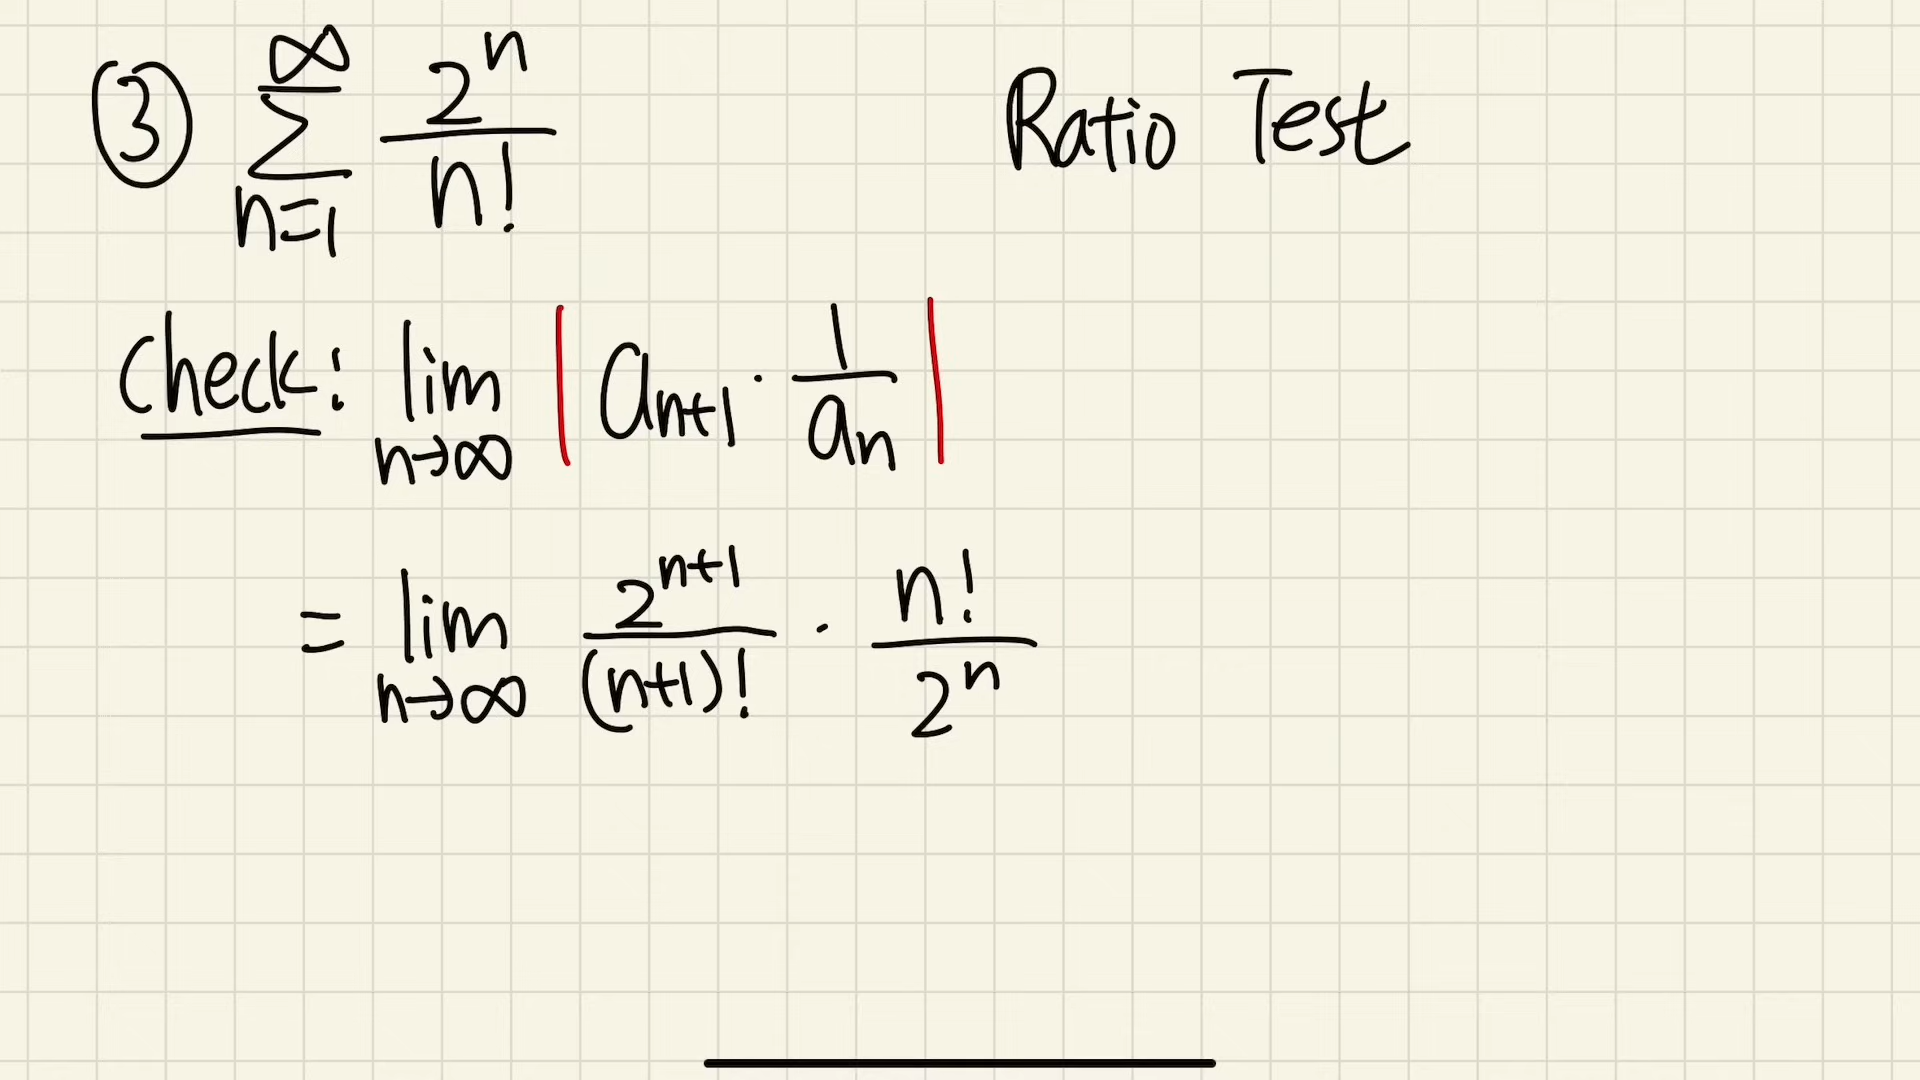 ③ ∑_{n=1}^{∞} 2^n / n!    Ratio Test
Check: lim_{n→∞} | a_{n+1} · 1/a_n |
= lim_{n→∞} 2^{n+1}/(n+1)! · n!/2^n